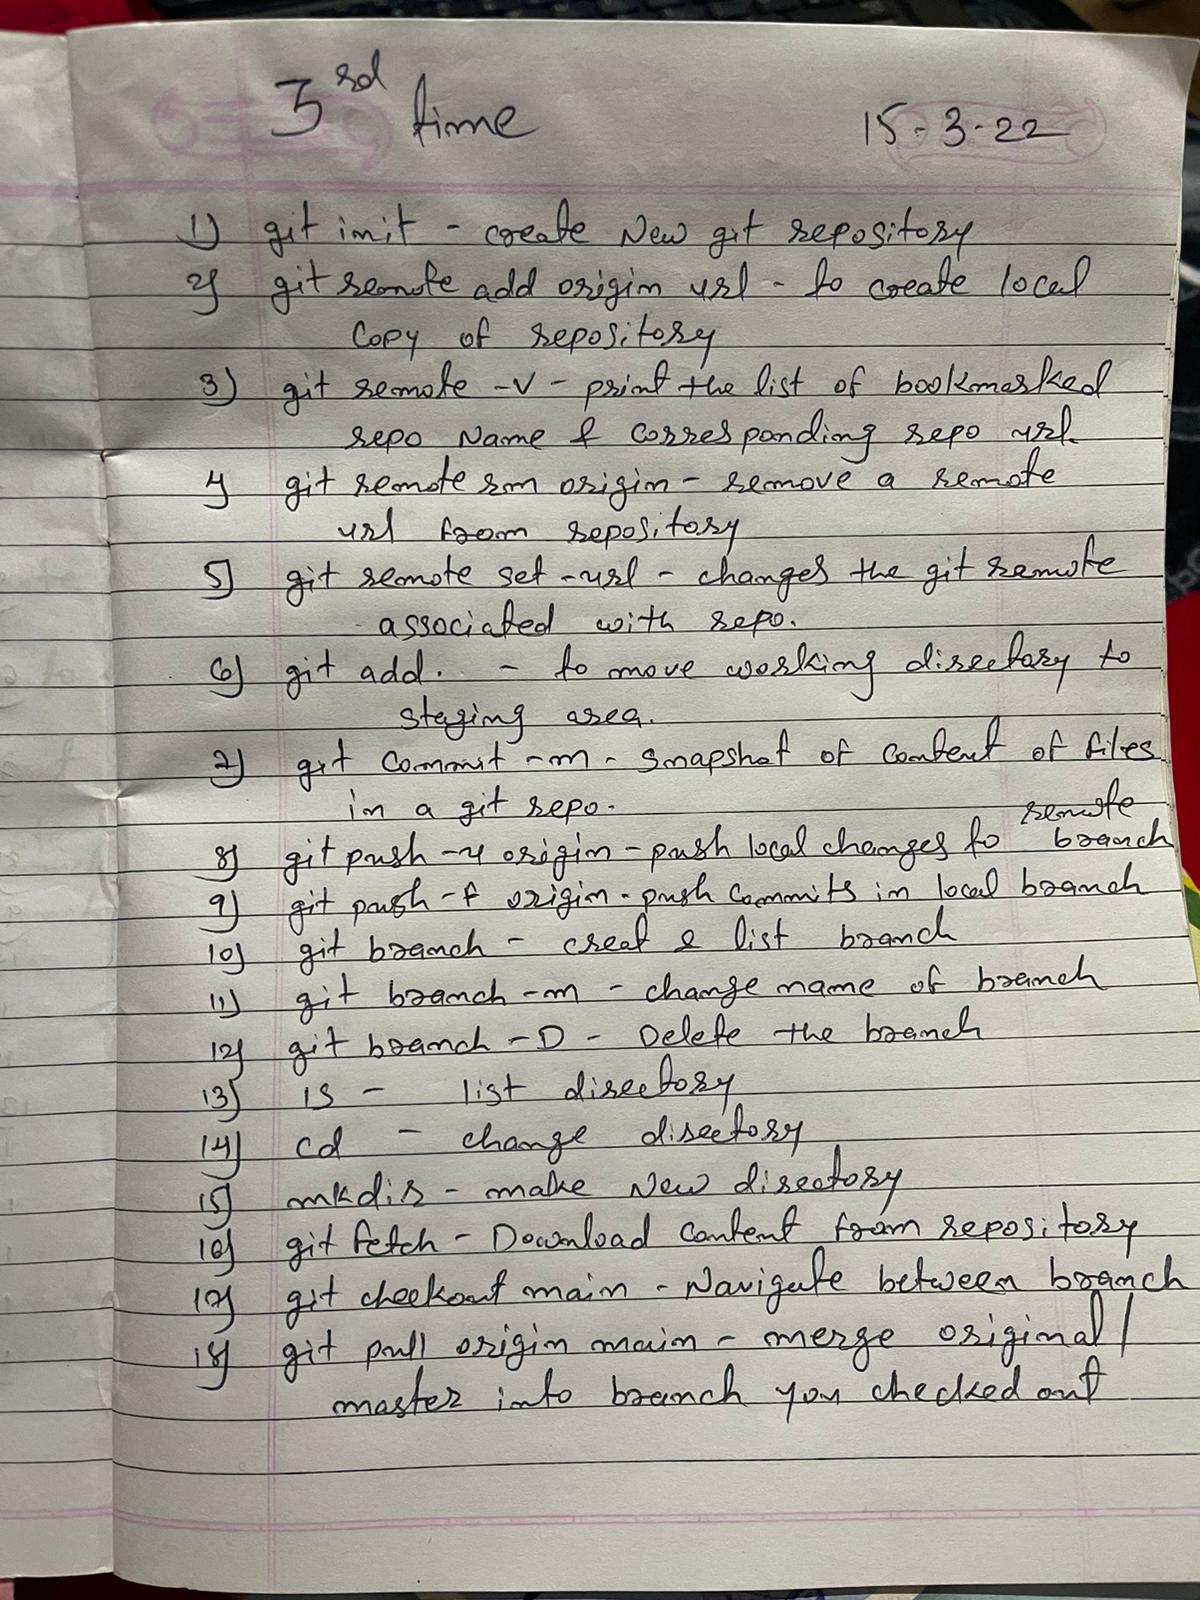 3rd time
15-3-22
1) git init - create New git repository
2) git remote add origin url - to create local
copy of repository
3) git remote -v - print the list of bookmarked
repo Name & corresponding repo url.
4) git remote rm origin - remove a remote
url from repository
5) git remote set-url - changes the git remote
associated with repo.
6) git add. - to move working directory to
staging area.
7) git commit -m - snapshot of content of files
in a git repo.
remote
8) git push -u origin - push local changes to branch
9) git push -f origin - push commits in local branch
10) git branch - creat & list branch
11) git branch -m - change name of branch
12) git branch -D - Delete the branch
13) ls - list directory
14) cd - change directory
15) mkdir - make New directory
16) git fetch - Download content from repository
17) git checkout main - Navigate between branch
18) git pull origin main - merge original/
master into branch you checked out